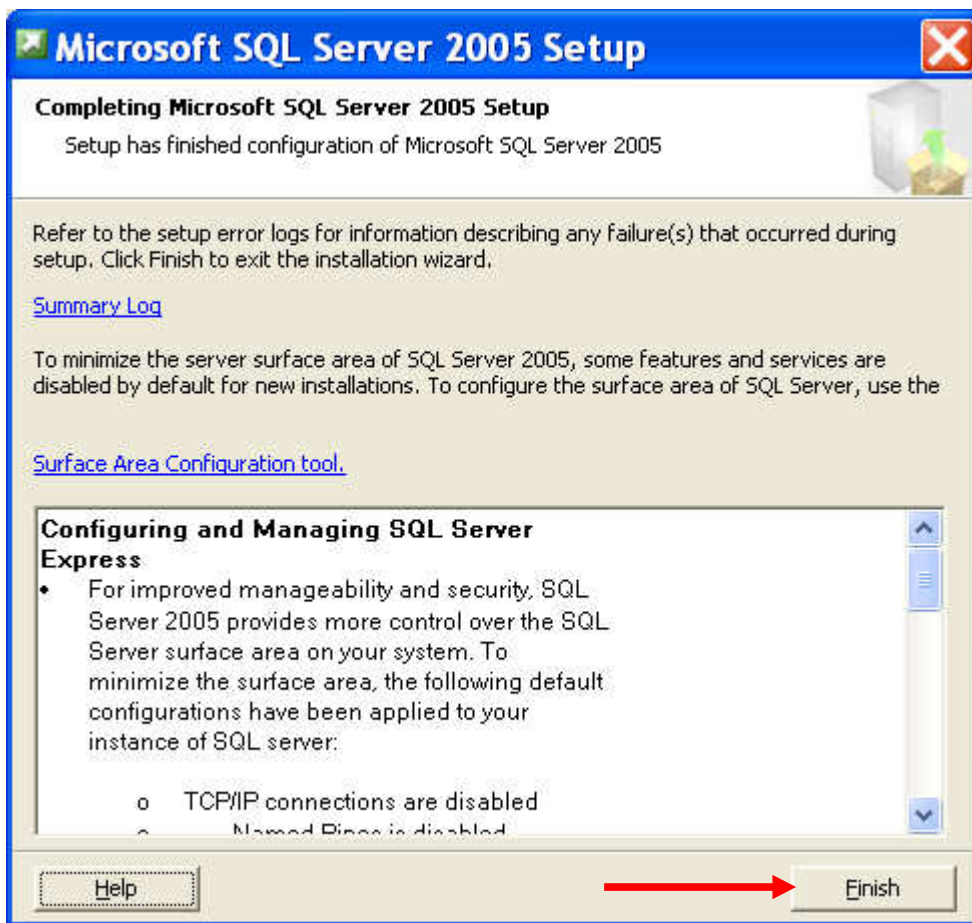 Microsoft SQL Server 2005 Setup
Completing Microsoft SQL Server 2005 Setup
Setup has finished configuration of Microsoft SQL Server 2005
Refer to the setup error logs for information describing any failure(s) that occurred during
setup. Click Finish to exit the installation wizard.
Summary Log
To minimize the server surface area of SQL Server 2005, some features and services are
disabled by default for new installations. To configure the surface area of SQL Server, use the
Surface Area Configuration tool.
Configuring and Managing SQL Server
Express
• For improved manageability and security, SQL
Server 2005 provides more control over the SQL
Server surface area on your system. To
minimize the surface area, the following default
configurations have been applied to your
instance of SQL server:
o TCP/IP connections are disabled
o Named Pipes is disabled
Help
Finish